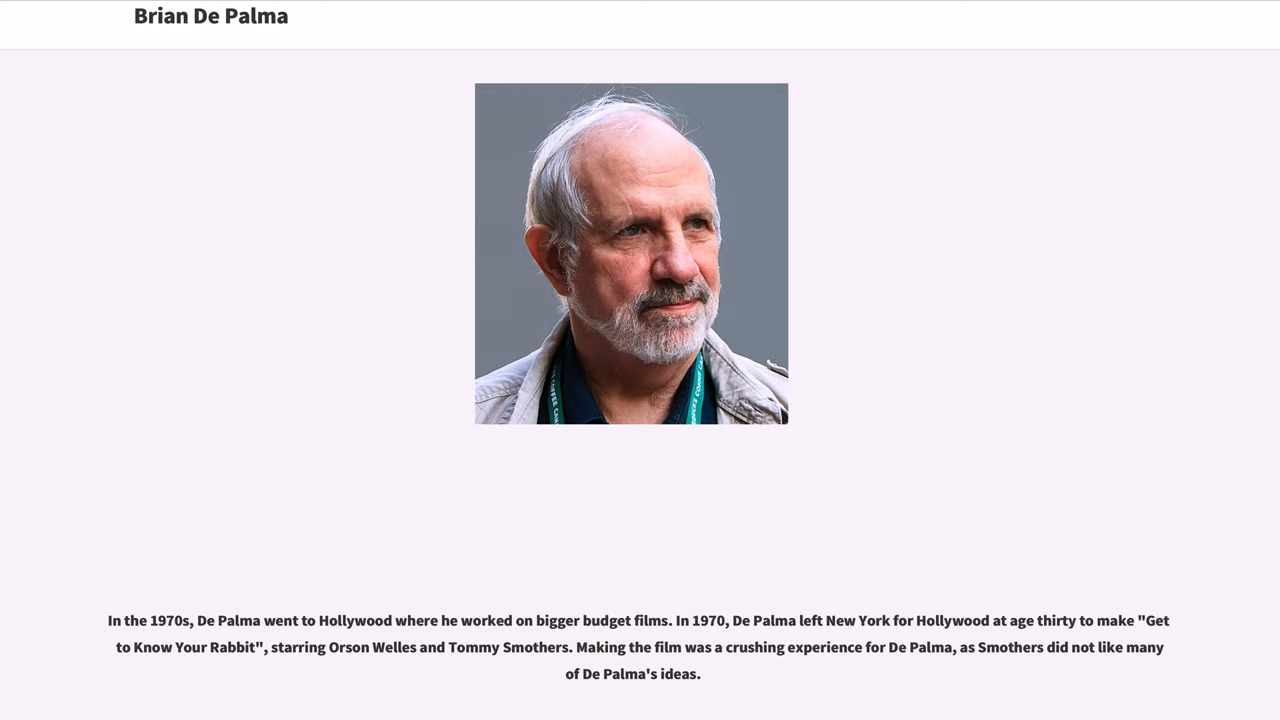 Brian De Palma
In the 1970s, De Palma went to Hollywood where he worked on bigger budget films. In 1970, De Palma left New York for Hollywood at age thirty to make "Get
to Know Your Rabbit", starring Orson Welles and Tommy Smothers. Making the film was a crushing experience for De Palma, as Smothers did not like many
of De Palma's ideas.